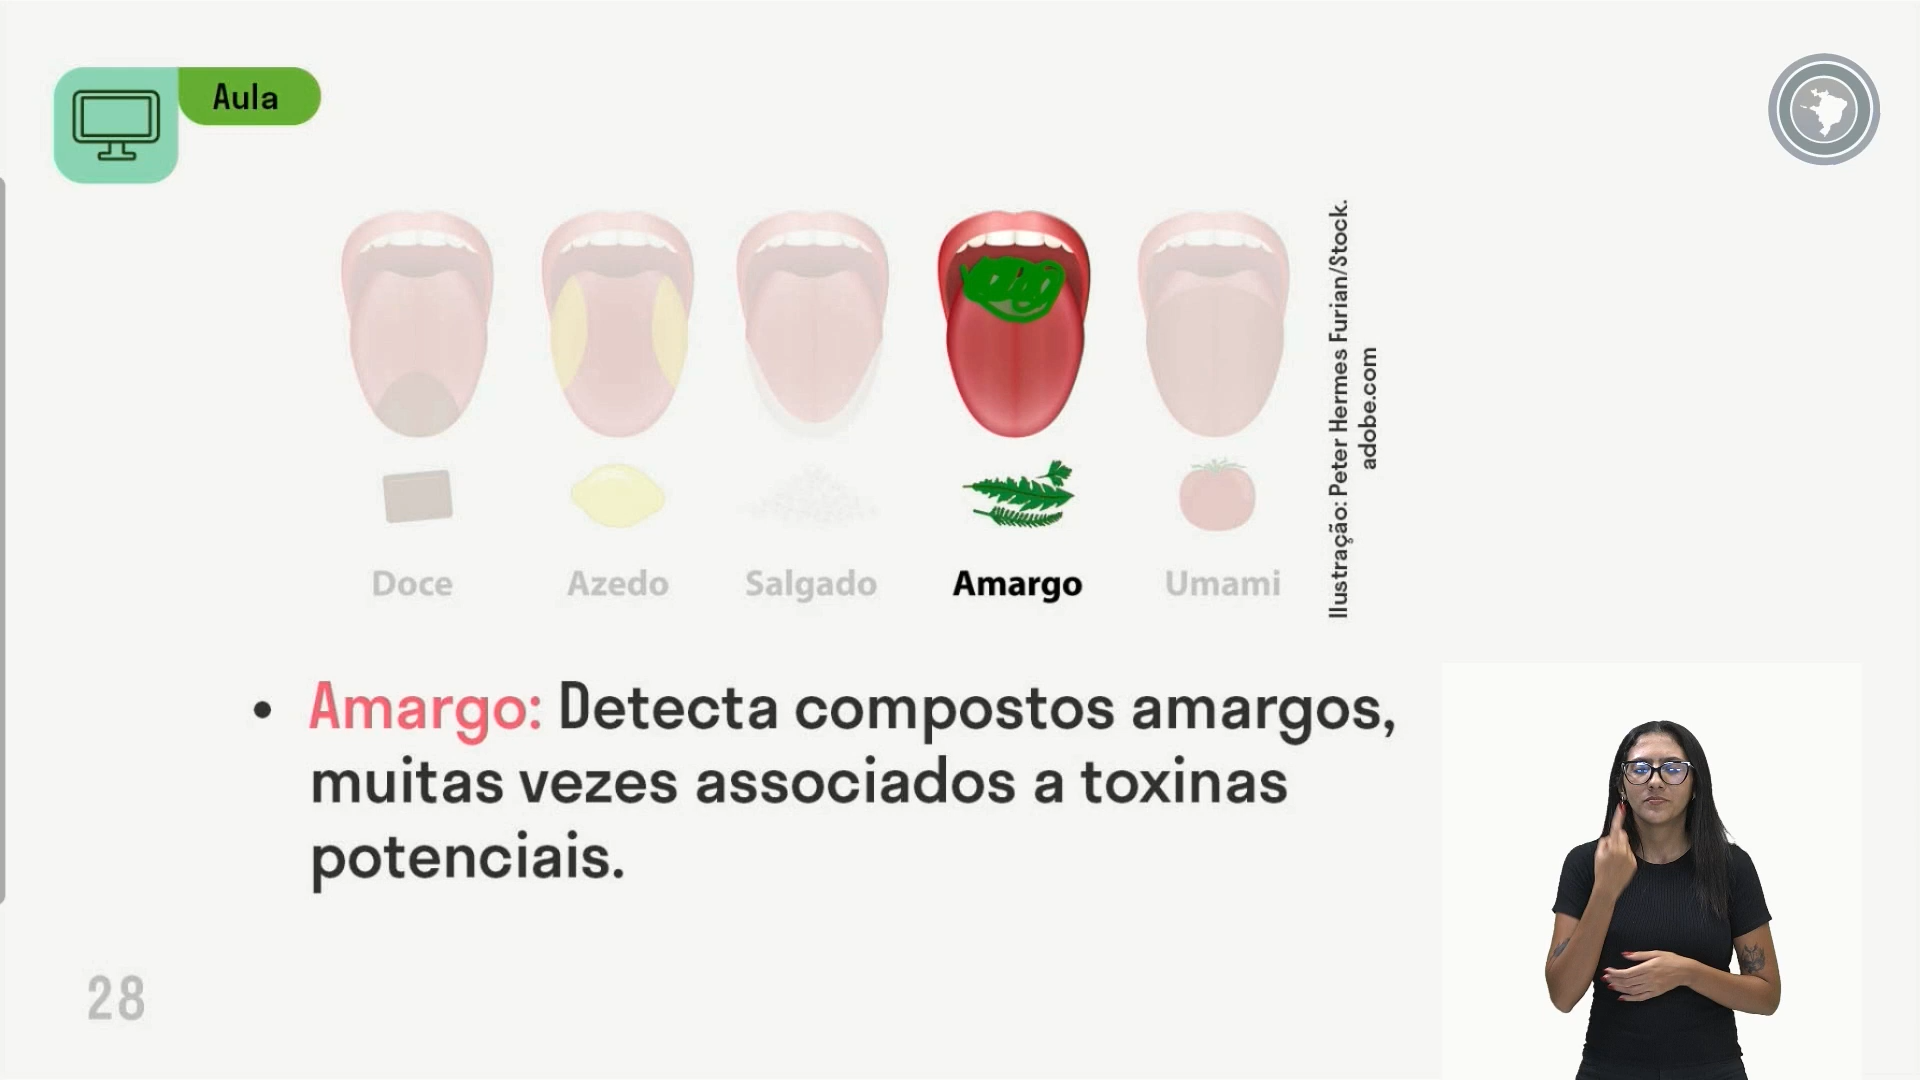 Aula
Doce
Azedo
Salgado
Amargo
Umami
Ilustração: Peter Hermes Furian/Stock.
adobe.com
• Amargo: Detecta compostos amargos,
muitas vezes associados a toxinas
potenciais.
28